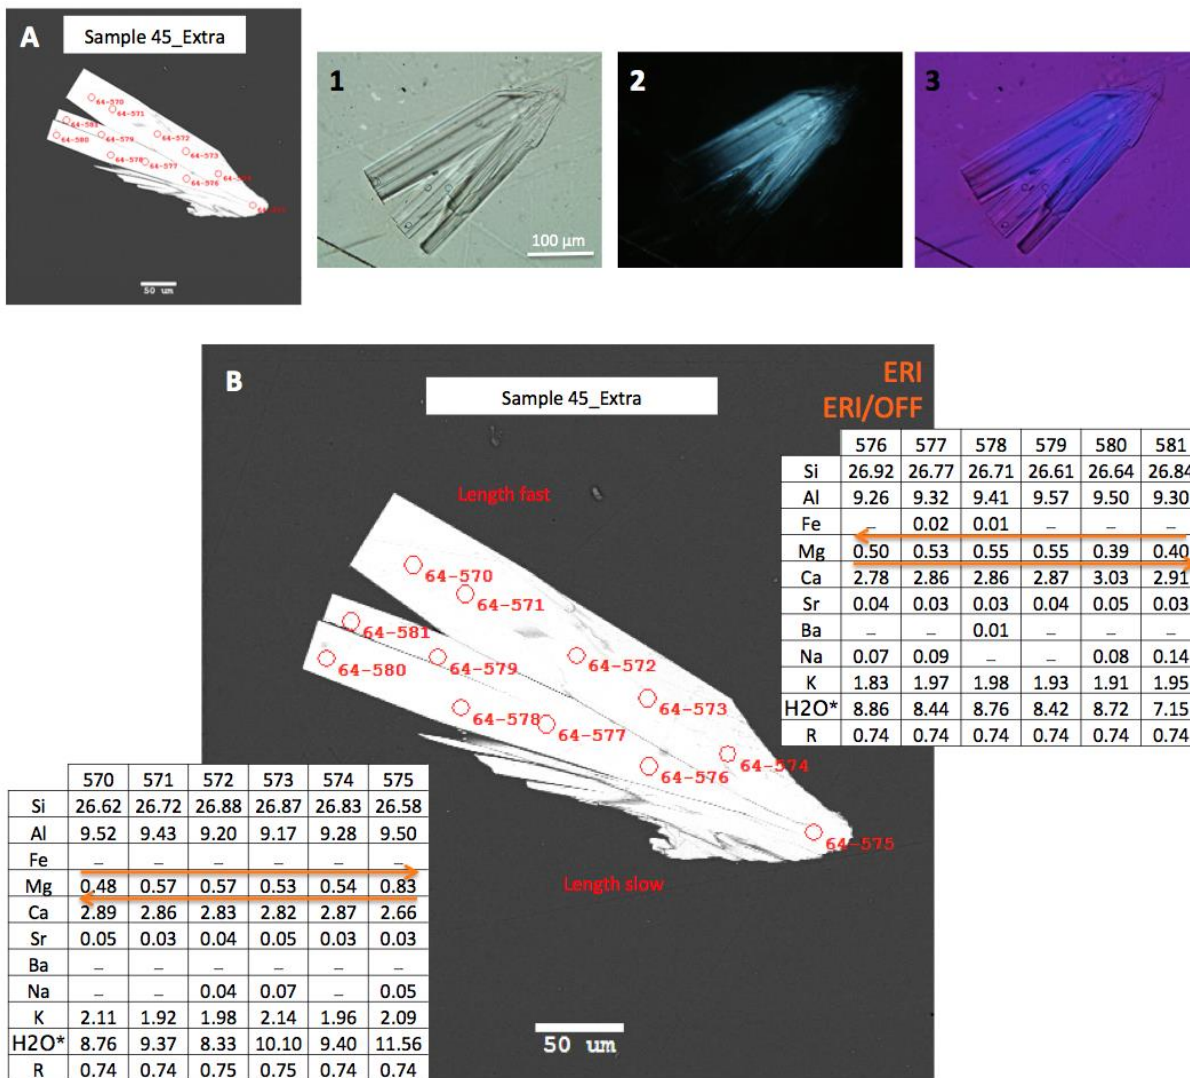 A
Sample 45_Extra
64-570
64-571
64-581
64-580
64-579
64-572
64-578
64-577
64-573
64-576
50 um
1
100 µm
2
3
B
Sample 45_Extra
ERI
ERI/OFF
Length fast
64-570
64-571
64-581
64-580
64-579
64-572
64-573
64-578
64-577
64-574
64-576
64-575
Length slow
50 um
576 577 578 579 580 581
Si 26.92 26.77 26.71 26.61 26.64 26.84
Al 9.26 9.32 9.41 9.57 9.50 9.30
Fe – 0.02 0.01 – – –
Mg 0.50 0.53 0.55 0.55 0.39 0.40
Ca 2.78 2.86 2.86 2.87 3.03 2.91
Sr 0.04 0.03 0.03 0.04 0.05 0.03
Ba – – 0.01 – – –
Na 0.07 0.09 – – 0.08 0.14
K 1.83 1.97 1.98 1.93 1.91 1.95
H2O* 8.86 8.44 8.76 8.42 8.72 7.15
R 0.74 0.74 0.74 0.74 0.74 0.74
570 571 572 573 574 575
Si 26.62 26.72 26.88 26.87 26.83 26.58
Al 9.52 9.43 9.20 9.17 9.28 9.50
Fe – – – – – –
Mg 0.48 0.57 0.57 0.53 0.54 0.83
Ca 2.89 2.86 2.83 2.82 2.87 2.66
Sr 0.05 0.03 0.04 0.05 0.03 0.03
Ba – – – – – –
Na – – 0.04 0.07 – 0.05
K 2.11 1.92 1.98 2.14 1.96 2.09
H2O* 8.76 9.37 8.33 10.10 9.40 11.56
R 0.74 0.74 0.75 0.75 0.74 0.74